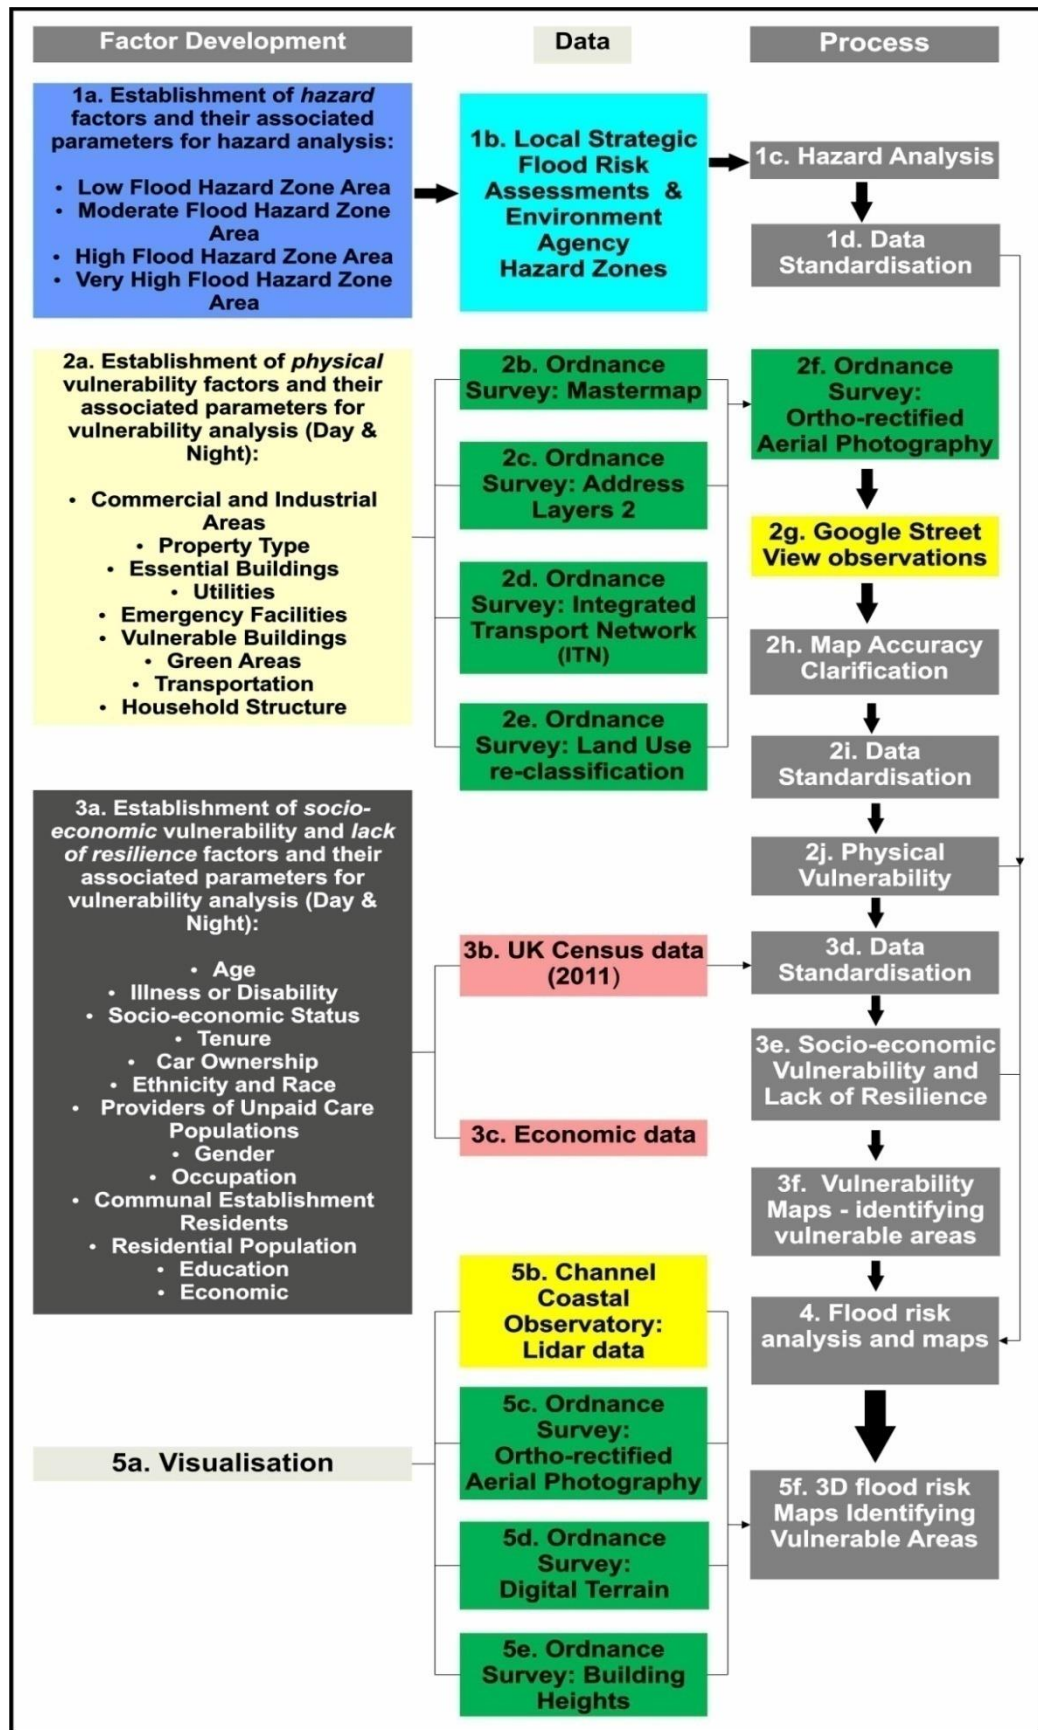 Factor Development
Data
Process
1a. Establishment of hazard
factors and their associated
parameters for hazard analysis:
• Low Flood Hazard Zone Area
• Moderate Flood Hazard Zone
Area
• High Flood Hazard Zone Area
• Very High Flood Hazard Zone
Area
1b. Local Strategic
Flood Risk
Assessments &
Environment
Agency
Hazard Zones
1c. Hazard Analysis
1d. Data
Standardisation
2a. Establishment of physical
vulnerability factors and their
associated parameters for
vulnerability analysis (Day &
Night):
• Commercial and Industrial
Areas
• Property Type
• Essential Buildings
• Utilities
• Emergency Facilities
• Vulnerable Buildings
• Green Areas
• Transportation
• Household Structure
2b. Ordnance
Survey: Mastermap
2c. Ordnance
Survey: Address
Layers 2
2d. Ordnance
Survey: Integrated
Transport Network
(ITN)
2e. Ordnance
Survey: Land Use
re-classification
2f. Ordnance
Survey:
Ortho-rectified
Aerial Photography
2g. Google Street
View observations
2h. Map Accuracy
Clarification
2i. Data
Standardisation
2j. Physical
Vulnerability
3a. Establishment of socio-
economic vulnerability and lack
of resilience factors and their
associated parameters for
vulnerability analysis (Day &
Night):
• Age
• Illness or Disability
• Socio-economic Status
• Tenure
• Car Ownership
• Ethnicity and Race
• Providers of Unpaid Care
Populations
• Gender
• Occupation
• Communal Establishment
Residents
• Residential Population
• Education
• Economic
3b. UK Census data
(2011)
3c. Economic data
3d. Data
Standardisation
3e. Socio-economic
Vulnerability and
Lack of Resilience
3f. Vulnerability
Maps - identifying
vulnerable areas
4. Flood risk
analysis and maps
5a. Visualisation
5b. Channel
Coastal
Observatory:
Lidar data
5c. Ordnance
Survey:
Ortho-rectified
Aerial Photography
5d. Ordnance
Survey:
Digital Terrain
5e. Ordnance
Survey: Building
Heights
5f. 3D flood risk
Maps Identifying
Vulnerable Areas